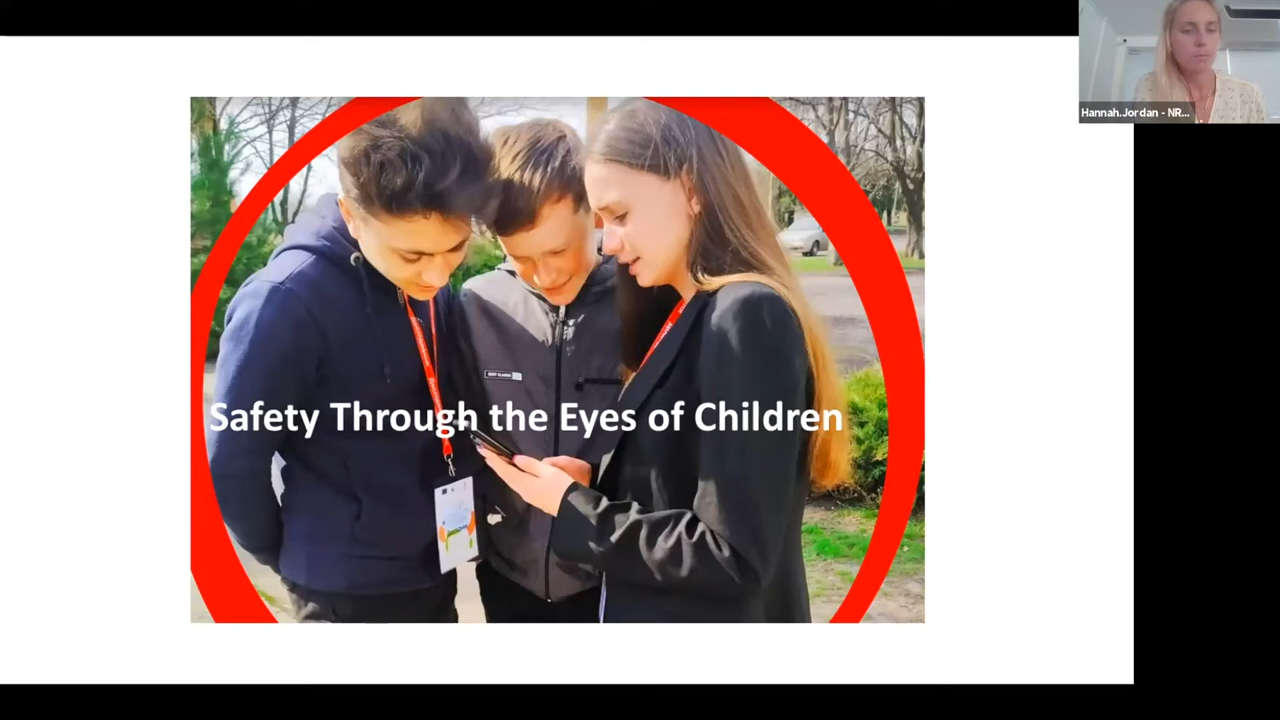 Hannah.Jordan - NR...
Safety Through the Eyes of Children